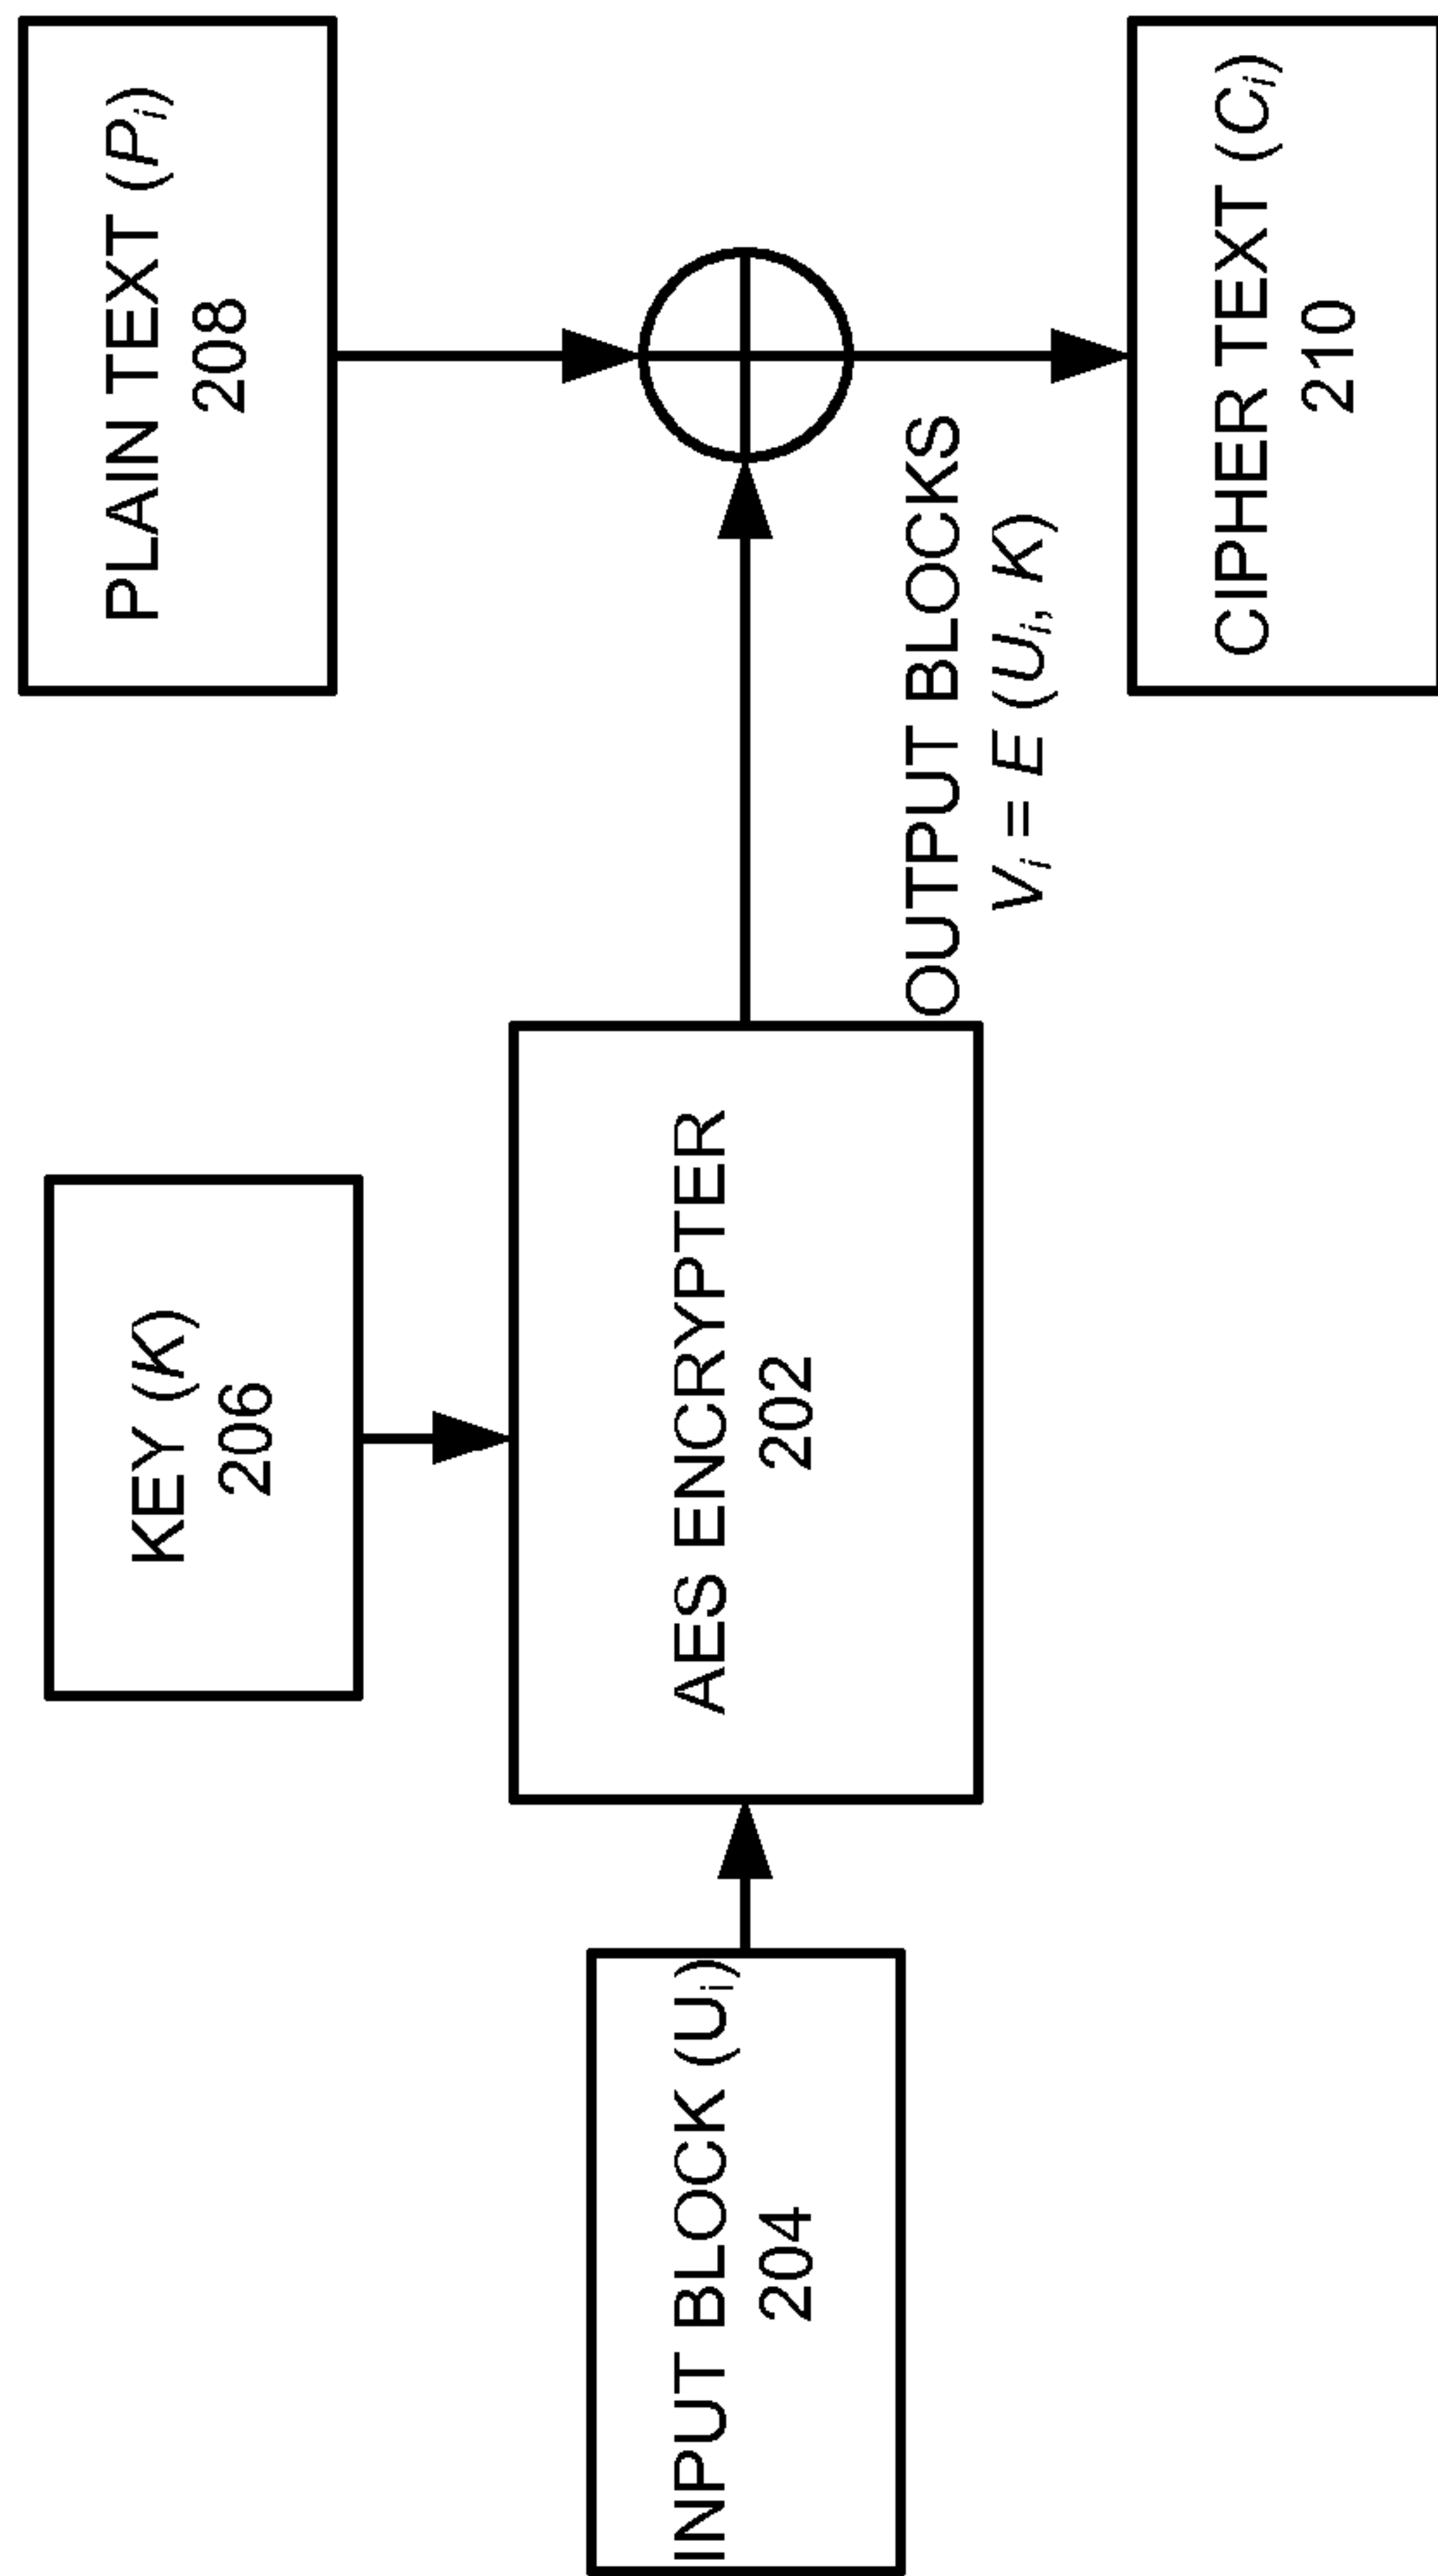 PLAIN TEXT (Pᵢ)
208
KEY (K)
206
INPUT BLOCK (Uᵢ)
204
AES ENCRYPTER
202
OUTPUT BLOCKS
Vᵢ = E (Uᵢ, K)
CIPHER TEXT (Cᵢ)
210